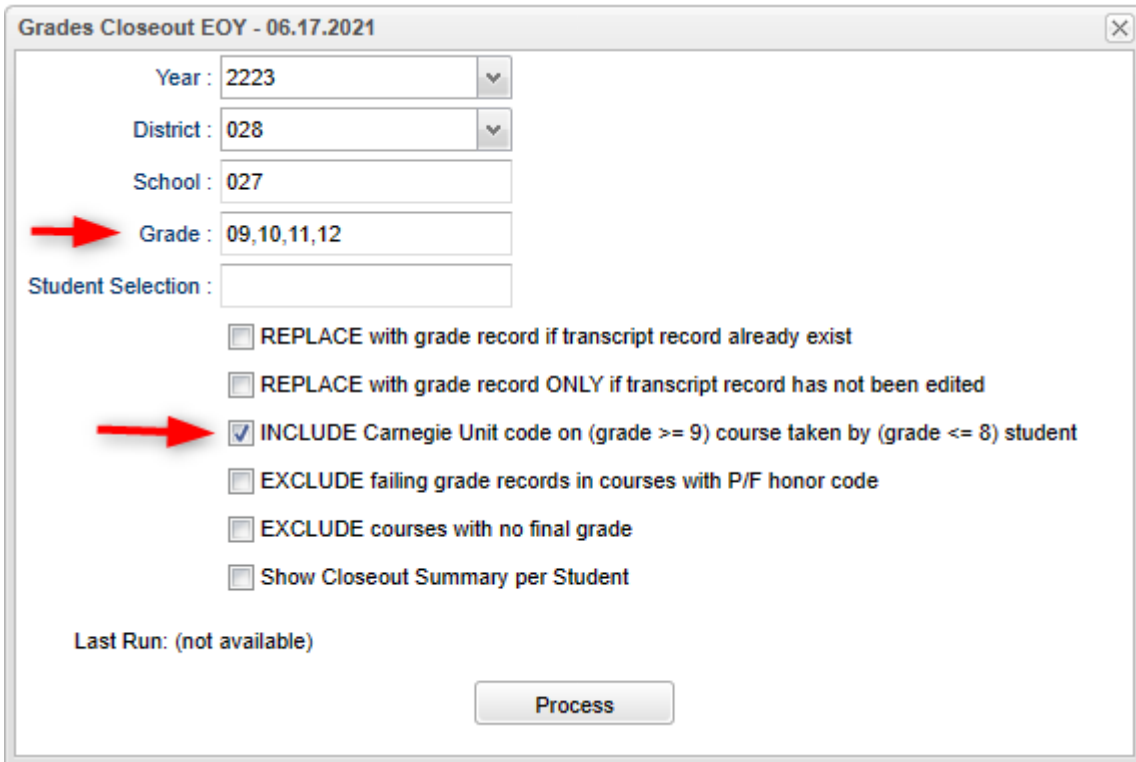 Grades Closeout EOY - 06.17.2021
Year : 2223
District : 028
School : 027
Grade : 09,10,11,12
Student Selection :
REPLACE with grade record if transcript record already exist
REPLACE with grade record ONLY if transcript record has not been edited
INCLUDE Carnegie Unit code on (grade >= 9) course taken by (grade <= 8) student
EXCLUDE failing grade records in courses with P/F honor code
EXCLUDE courses with no final grade
Show Closeout Summary per Student
Last Run: (not available)
Process